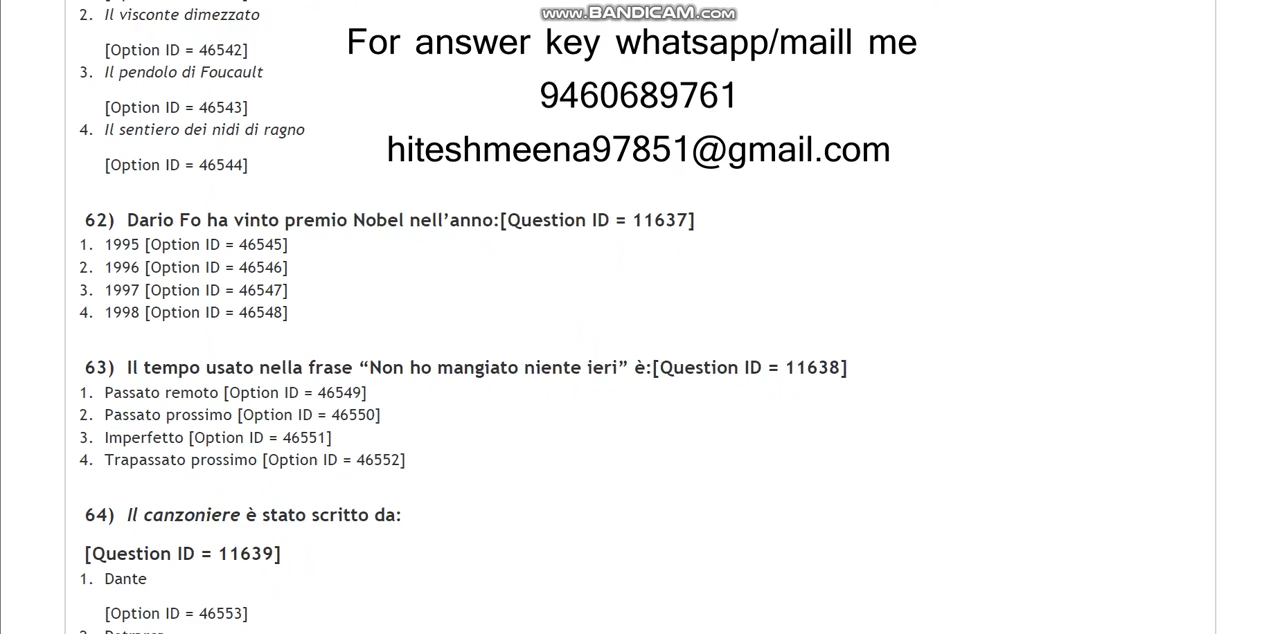 www.BANDICAM.com
2. Il visconte dimezzato
For answer key whatsapp/maill me
[Option ID = 46542]
3. Il pendolo di Foucault
9460689761
[Option ID = 46543]
4. Il sentiero dei nidi di ragno
hiteshmeena97851@gmail.com
[Option ID = 46544]
62) Dario Fo ha vinto premio Nobel nell’anno:[Question ID = 11637]
1. 1995 [Option ID = 46545]
2. 1996 [Option ID = 46546]
3. 1997 [Option ID = 46547]
4. 1998 [Option ID = 46548]
63) Il tempo usato nella frase “Non ho mangiato niente ieri” è:[Question ID = 11638]
1. Passato remoto [Option ID = 46549]
2. Passato prossimo [Option ID = 46550]
3. Imperfetto [Option ID = 46551]
4. Trapassato prossimo [Option ID = 46552]
64) Il canzoniere è stato scritto da:
[Question ID = 11639]
1. Dante
[Option ID = 46553]